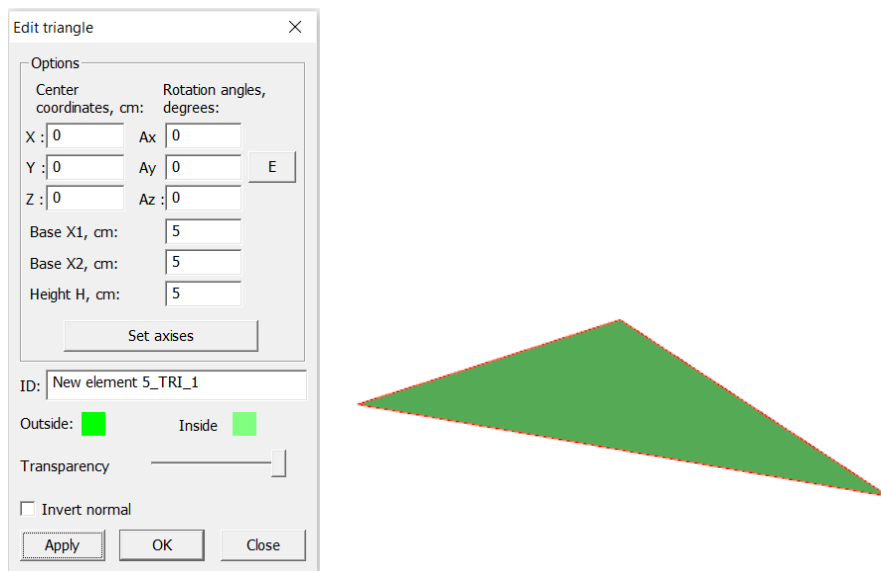 Edit triangle
Options
Center Rotation angles,
coordinates, cm: degrees:
X : 0 Ax 0
Y : 0 Ay 0 E
Z : 0 Az : 0
Base X1, cm: 5
Base X2, cm: 5
Height H, cm: 5
Set axises
ID: New element 5_TRI_1
Outside: Inside
Transparency
Invert normal
Apply OK Close